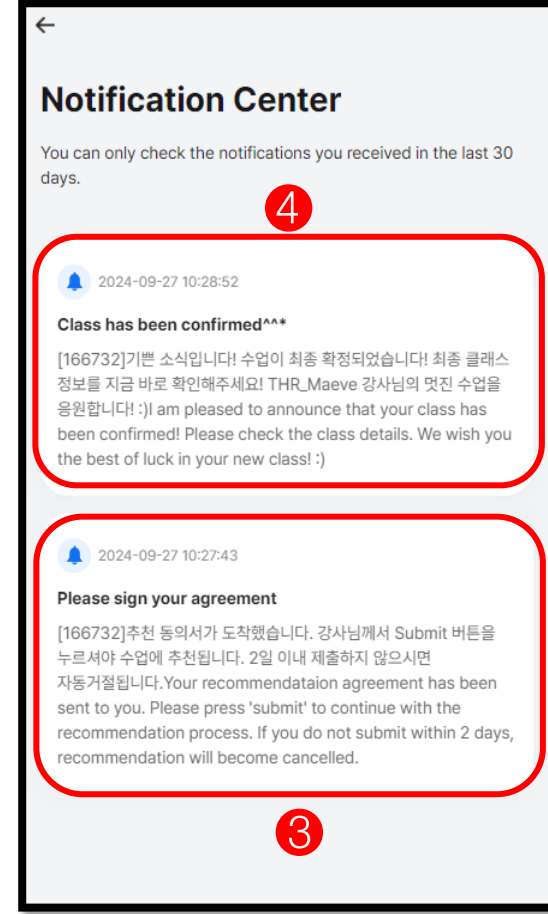 Notification Center
You can only check the notifications you received in the last 30
days.
4
2024-09-27 10:28:52
Class has been confirmed^^*
[166732]기쁜 소식입니다! 수업이 최종 확정되었습니다! 최종 클래스
정보를 지금 바로 확인해주세요! THR_Maeve 강사님의 멋진 수업을
응원합니다! :)I am pleased to announce that your class has
been confirmed! Please check the class details. We wish you
the best of luck in your new class! :)
2024-09-27 10:27:43
Please sign your agreement
[166732]추천 동의서가 도착했습니다. 강사님께서 Submit 버튼을
누르셔야 수업에 추천됩니다. 2일 이내 제출하지 않으시면
자동거절됩니다.Your recommendataion agreement has been
sent to you. Please press 'submit' to continue with the
recommendation process. If you do not submit within 2 days,
recommendation will become cancelled.
3